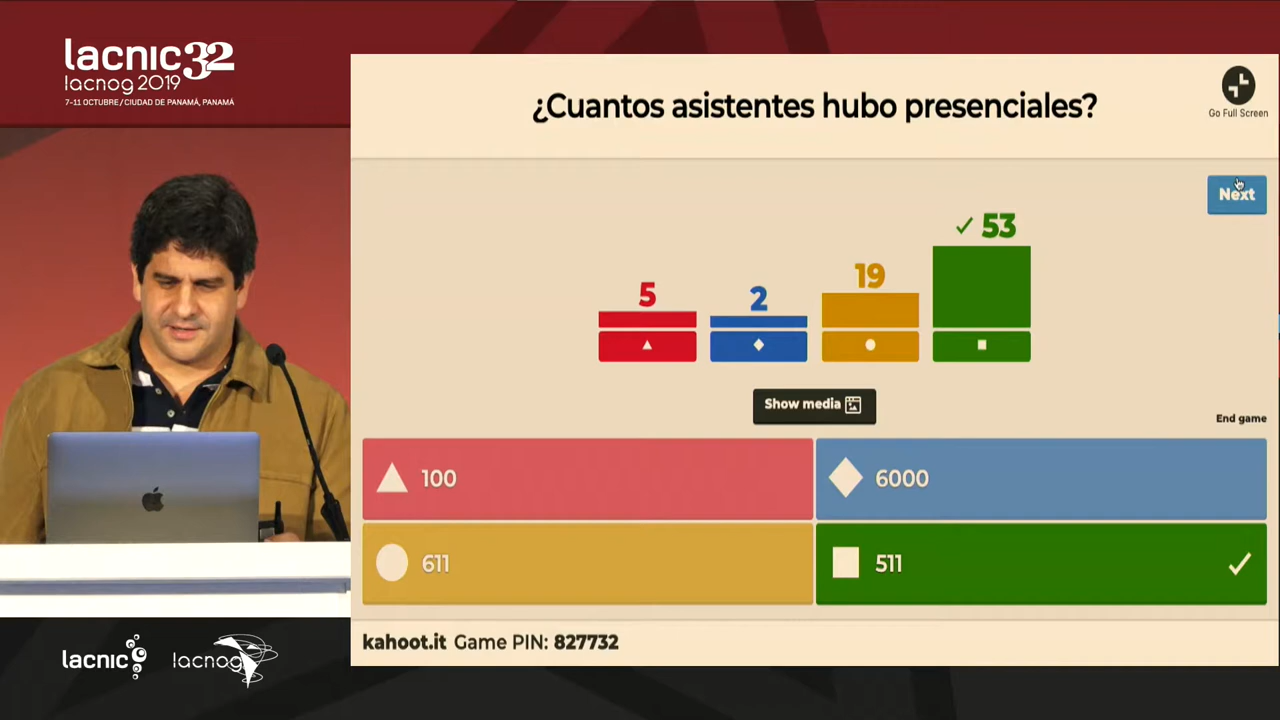 lacnic32
lacnog 2019
7-11 OCTUBRE / CIUDAD DE PANAMÁ, PANAMÁ
¿Cuantos asistentes hubo presenciales?
Go Full Screen
Next
5
2
19
53
Show media
End game
100
6000
611
511
kahoot.it Game PIN: 827732
lacnic
lacnog